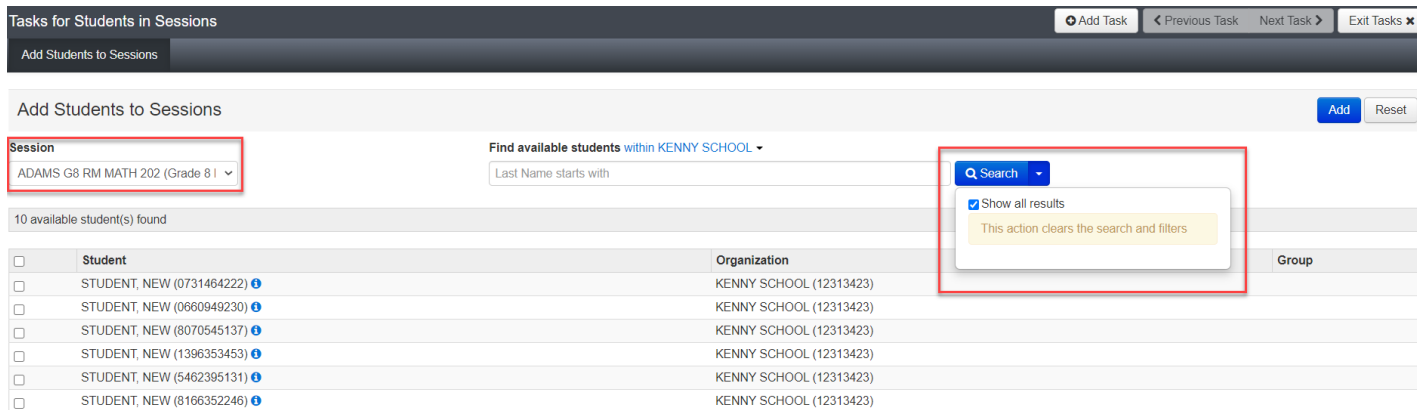 Tasks for Students in Sessions
Add Task
Previous Task
Next Task
Exit Tasks
Add Students to Sessions
Add Students to Sessions
Add
Reset
Session
Find available students within KENNY SCHOOL
ADAMS G8 RM MATH 202 (Grade 8
Last Name starts with
Search
Show all results
This action clears the search and filters
10 available student(s) found
Student
Organization
Group
STUDENT, NEW (0731464222)
KENNY SCHOOL (12313423)
STUDENT, NEW (0660949230)
KENNY SCHOOL (12313423)
STUDENT, NEW (8070545137)
KENNY SCHOOL (12313423)
STUDENT, NEW (1396353453)
KENNY SCHOOL (12313423)
STUDENT, NEW (5462395131)
KENNY SCHOOL (12313423)
STUDENT, NEW (8166352246)
KENNY SCHOOL (12313423)